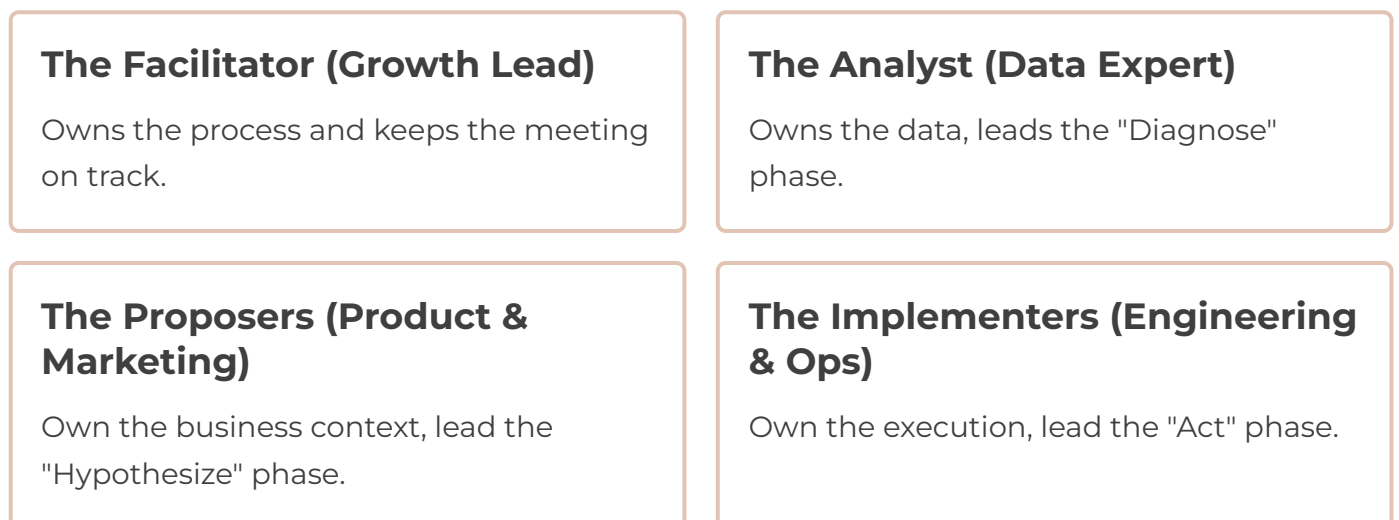 The Facilitator (Growth Lead)
Owns the process and keeps the meeting
on track.
The Analyst (Data Expert)
Owns the data, leads the "Diagnose"
phase.
The Proposers (Product &
Marketing)
Own the business context, lead the
"Hypothesize" phase.
The Implementers (Engineering
& Ops)
Own the execution, lead the "Act" phase.